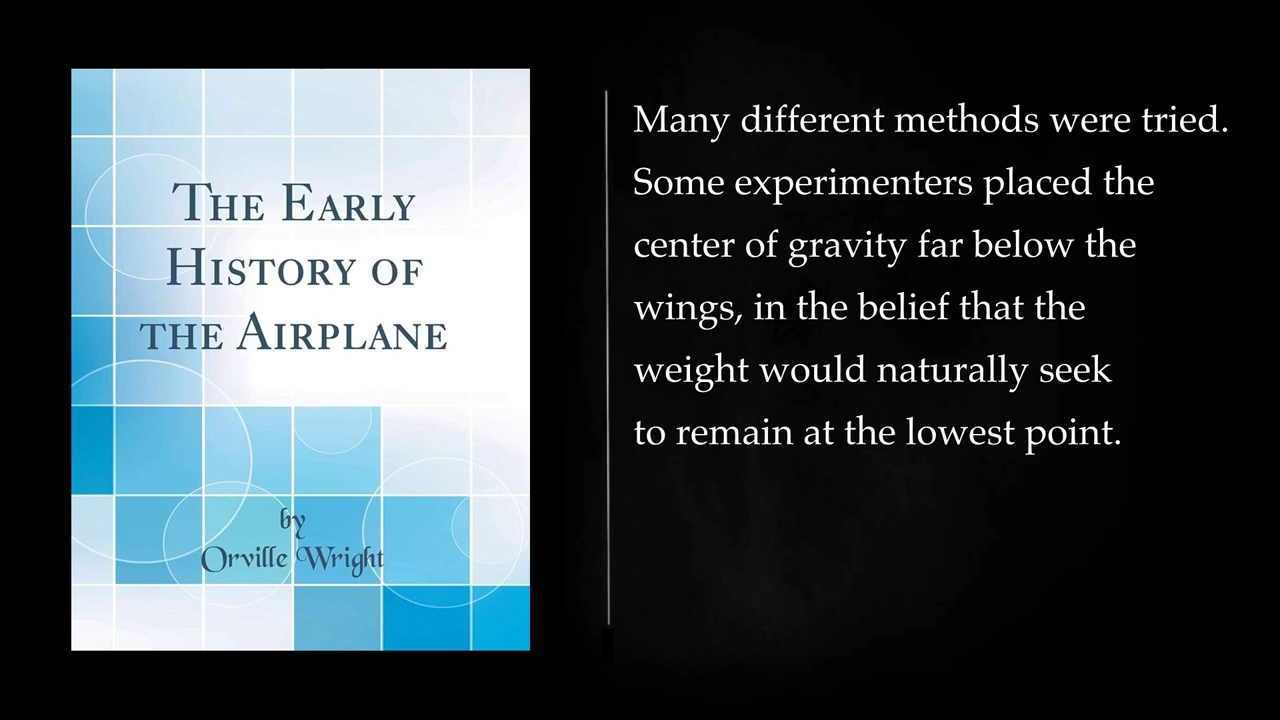 The Early
History of
the Airplane
by
Orville Wright
Many different methods were tried.
Some experimenters placed the
center of gravity far below the
wings, in the belief that the
weight would naturally seek
to remain at the lowest point.